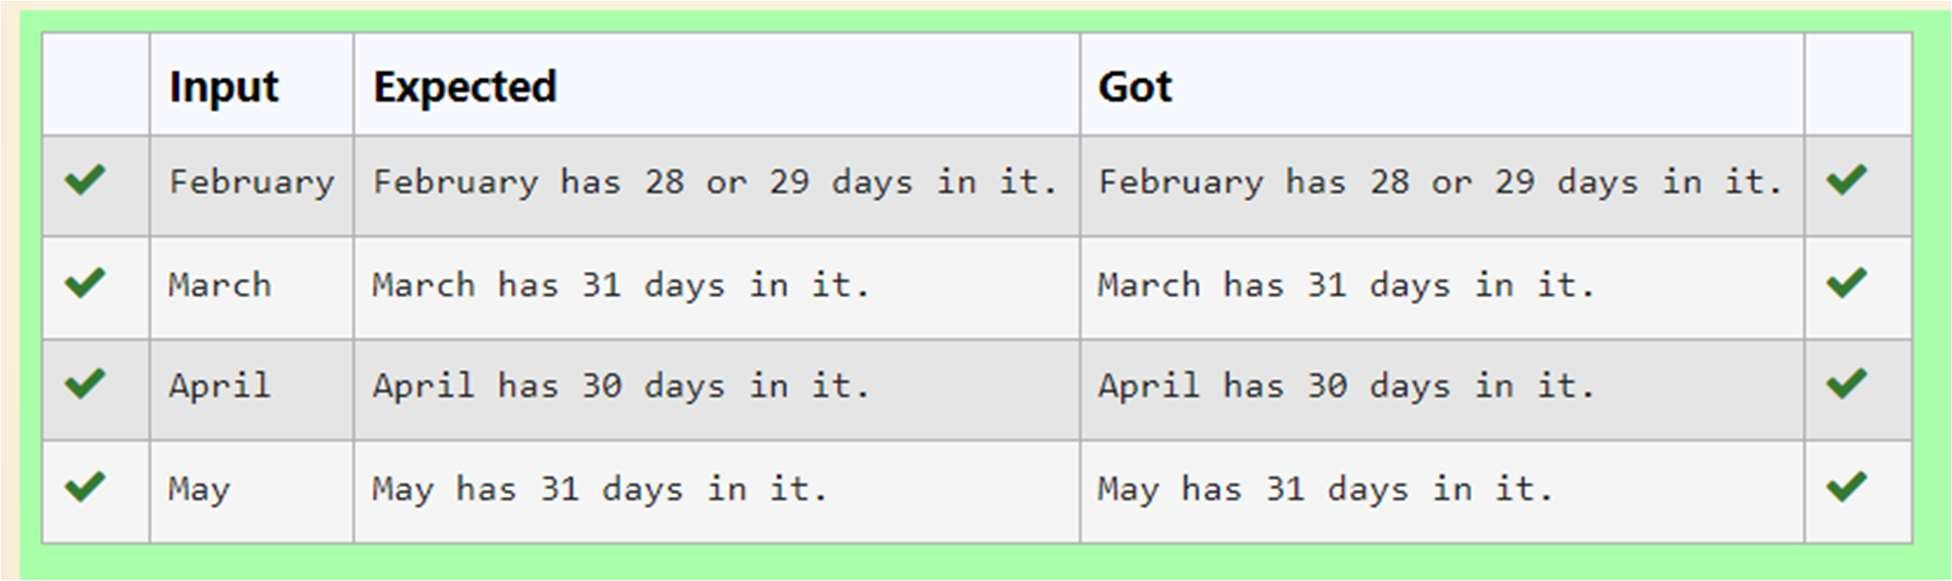 Input Expected Got
February February has 28 or 29 days in it. February has 28 or 29 days in it.
March March has 31 days in it. March has 31 days in it.
April April has 30 days in it. April has 30 days in it.
May May has 31 days in it. May has 31 days in it.